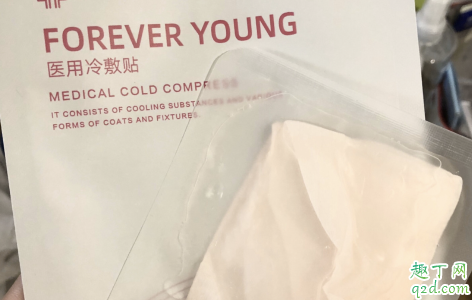 FOREVER YOUNG
医用冷敷贴
MEDICAL COLD COMPRESS
IT CONSISTS OF COOLING SUBSTANCES AND VARIOUS
FORMS OF COATS AND FIXTURES.
趣丁网
q2d.com